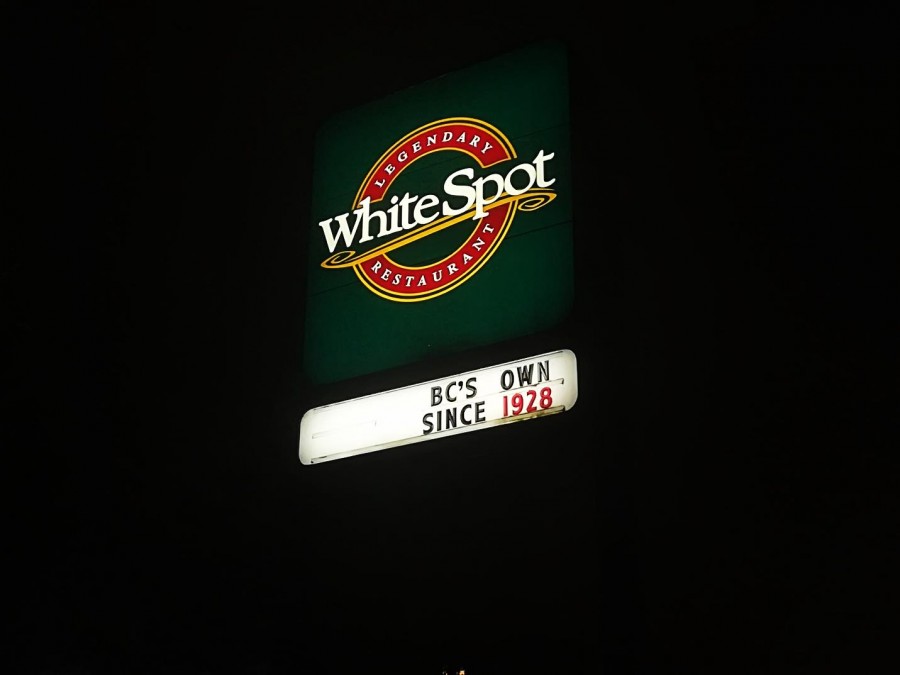 LEGENDARY
White Spot
RESTAURANT
BC'S OWN
SINCE 1928